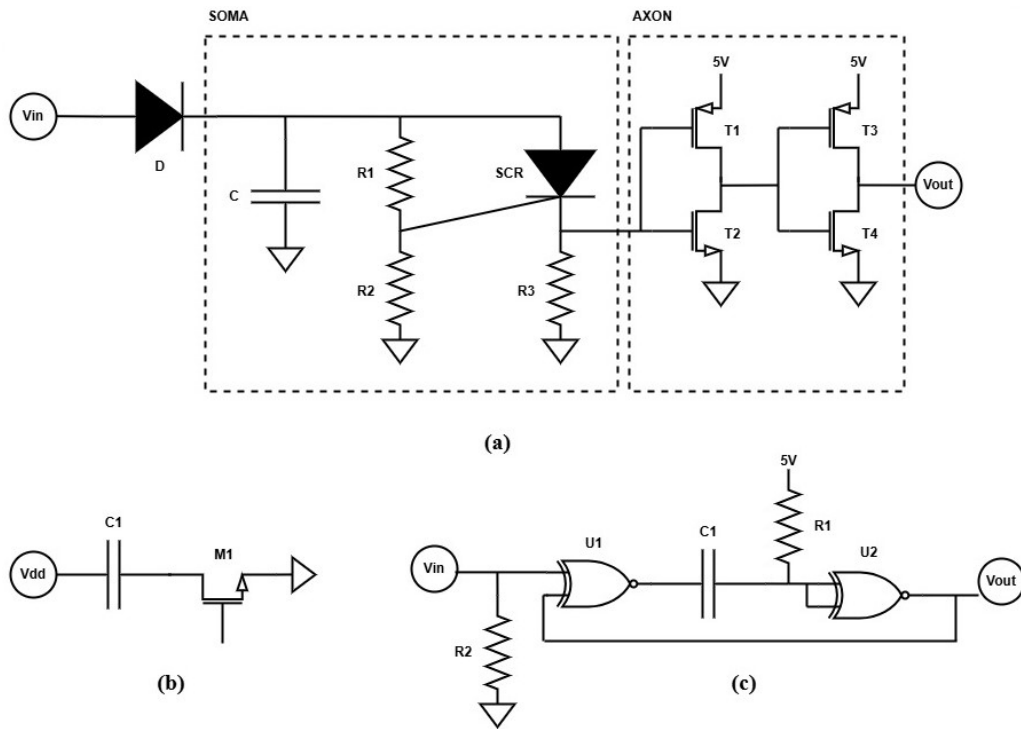 SOMA
AXON
5V
5V
Vin
D
C
R1
R2
SCR
R3
T1
T2
T3
T4
Vout
(a)
Vdd
C1
M1
(b)
5V
Vin
R2
U1
C1
R1
U2
Vout
(c)